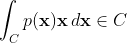 ∫_C p(𝐱)𝐱 d𝐱 ∈ C